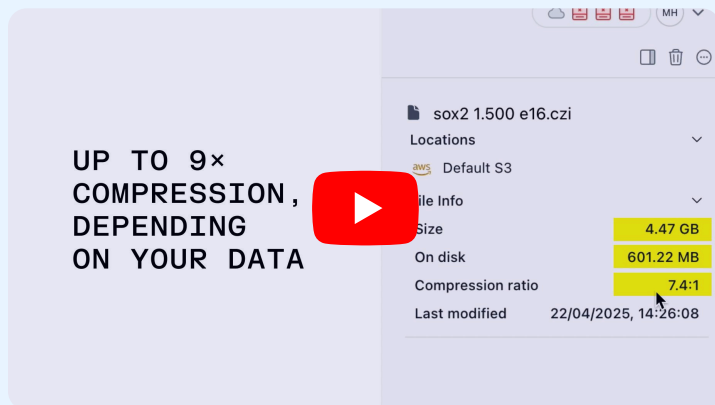 MH
sox2 1.500 e16.czi
Locations
aws Default S3
UP TO 9×
COMPRESSION,
DEPENDING
ON YOUR DATA
ile Info
Size 4.47 GB
On disk 601.22 MB
Compression ratio 7.4:1
Last modified 22/04/2025, 14:26:08